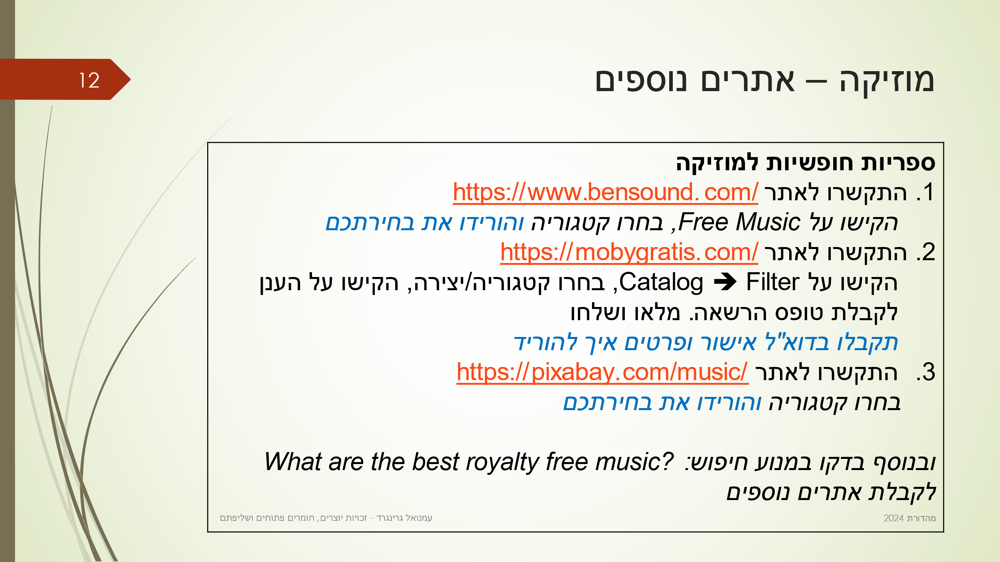 12
מוזיקה – אתרים נוספים
ספריות חופשיות למוזיקה
1. התקשרו לאתר https://www.bensound.com/
הקישו על Free Music, בחרו קטגוריה והורידו את בחירתכם
2. התקשרו לאתר https://mobygratis.com/
הקישו על Catalog ➔ Filter, בחרו קטגוריה/יצירה, הקישו על הענן
לקבלת טופס הרשאה. מלאו ושלחו
תקבלו בדוא"ל אישור ופרטים איך להוריד
3. התקשרו לאתר https://pixabay.com/music/
בחרו קטגוריה והורידו את בחירתכם
ובנוסף בדקו במנוע חיפוש: What are the best royalty free music?
לקבלת אתרים נוספים
מהדורת 2024
עמנואל גרינגרד - זכויות יוצרים, חומרים פתוחים ושליפתם